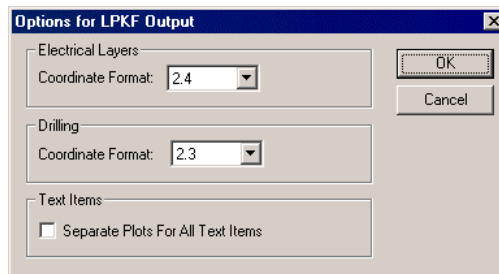 Options for LPKF Output
Electrical Layers
Coordinate Format: 2.4
OK
Cancel
Drilling
Coordinate Format: 2.3
Text Items
Separate Plots For All Text Items